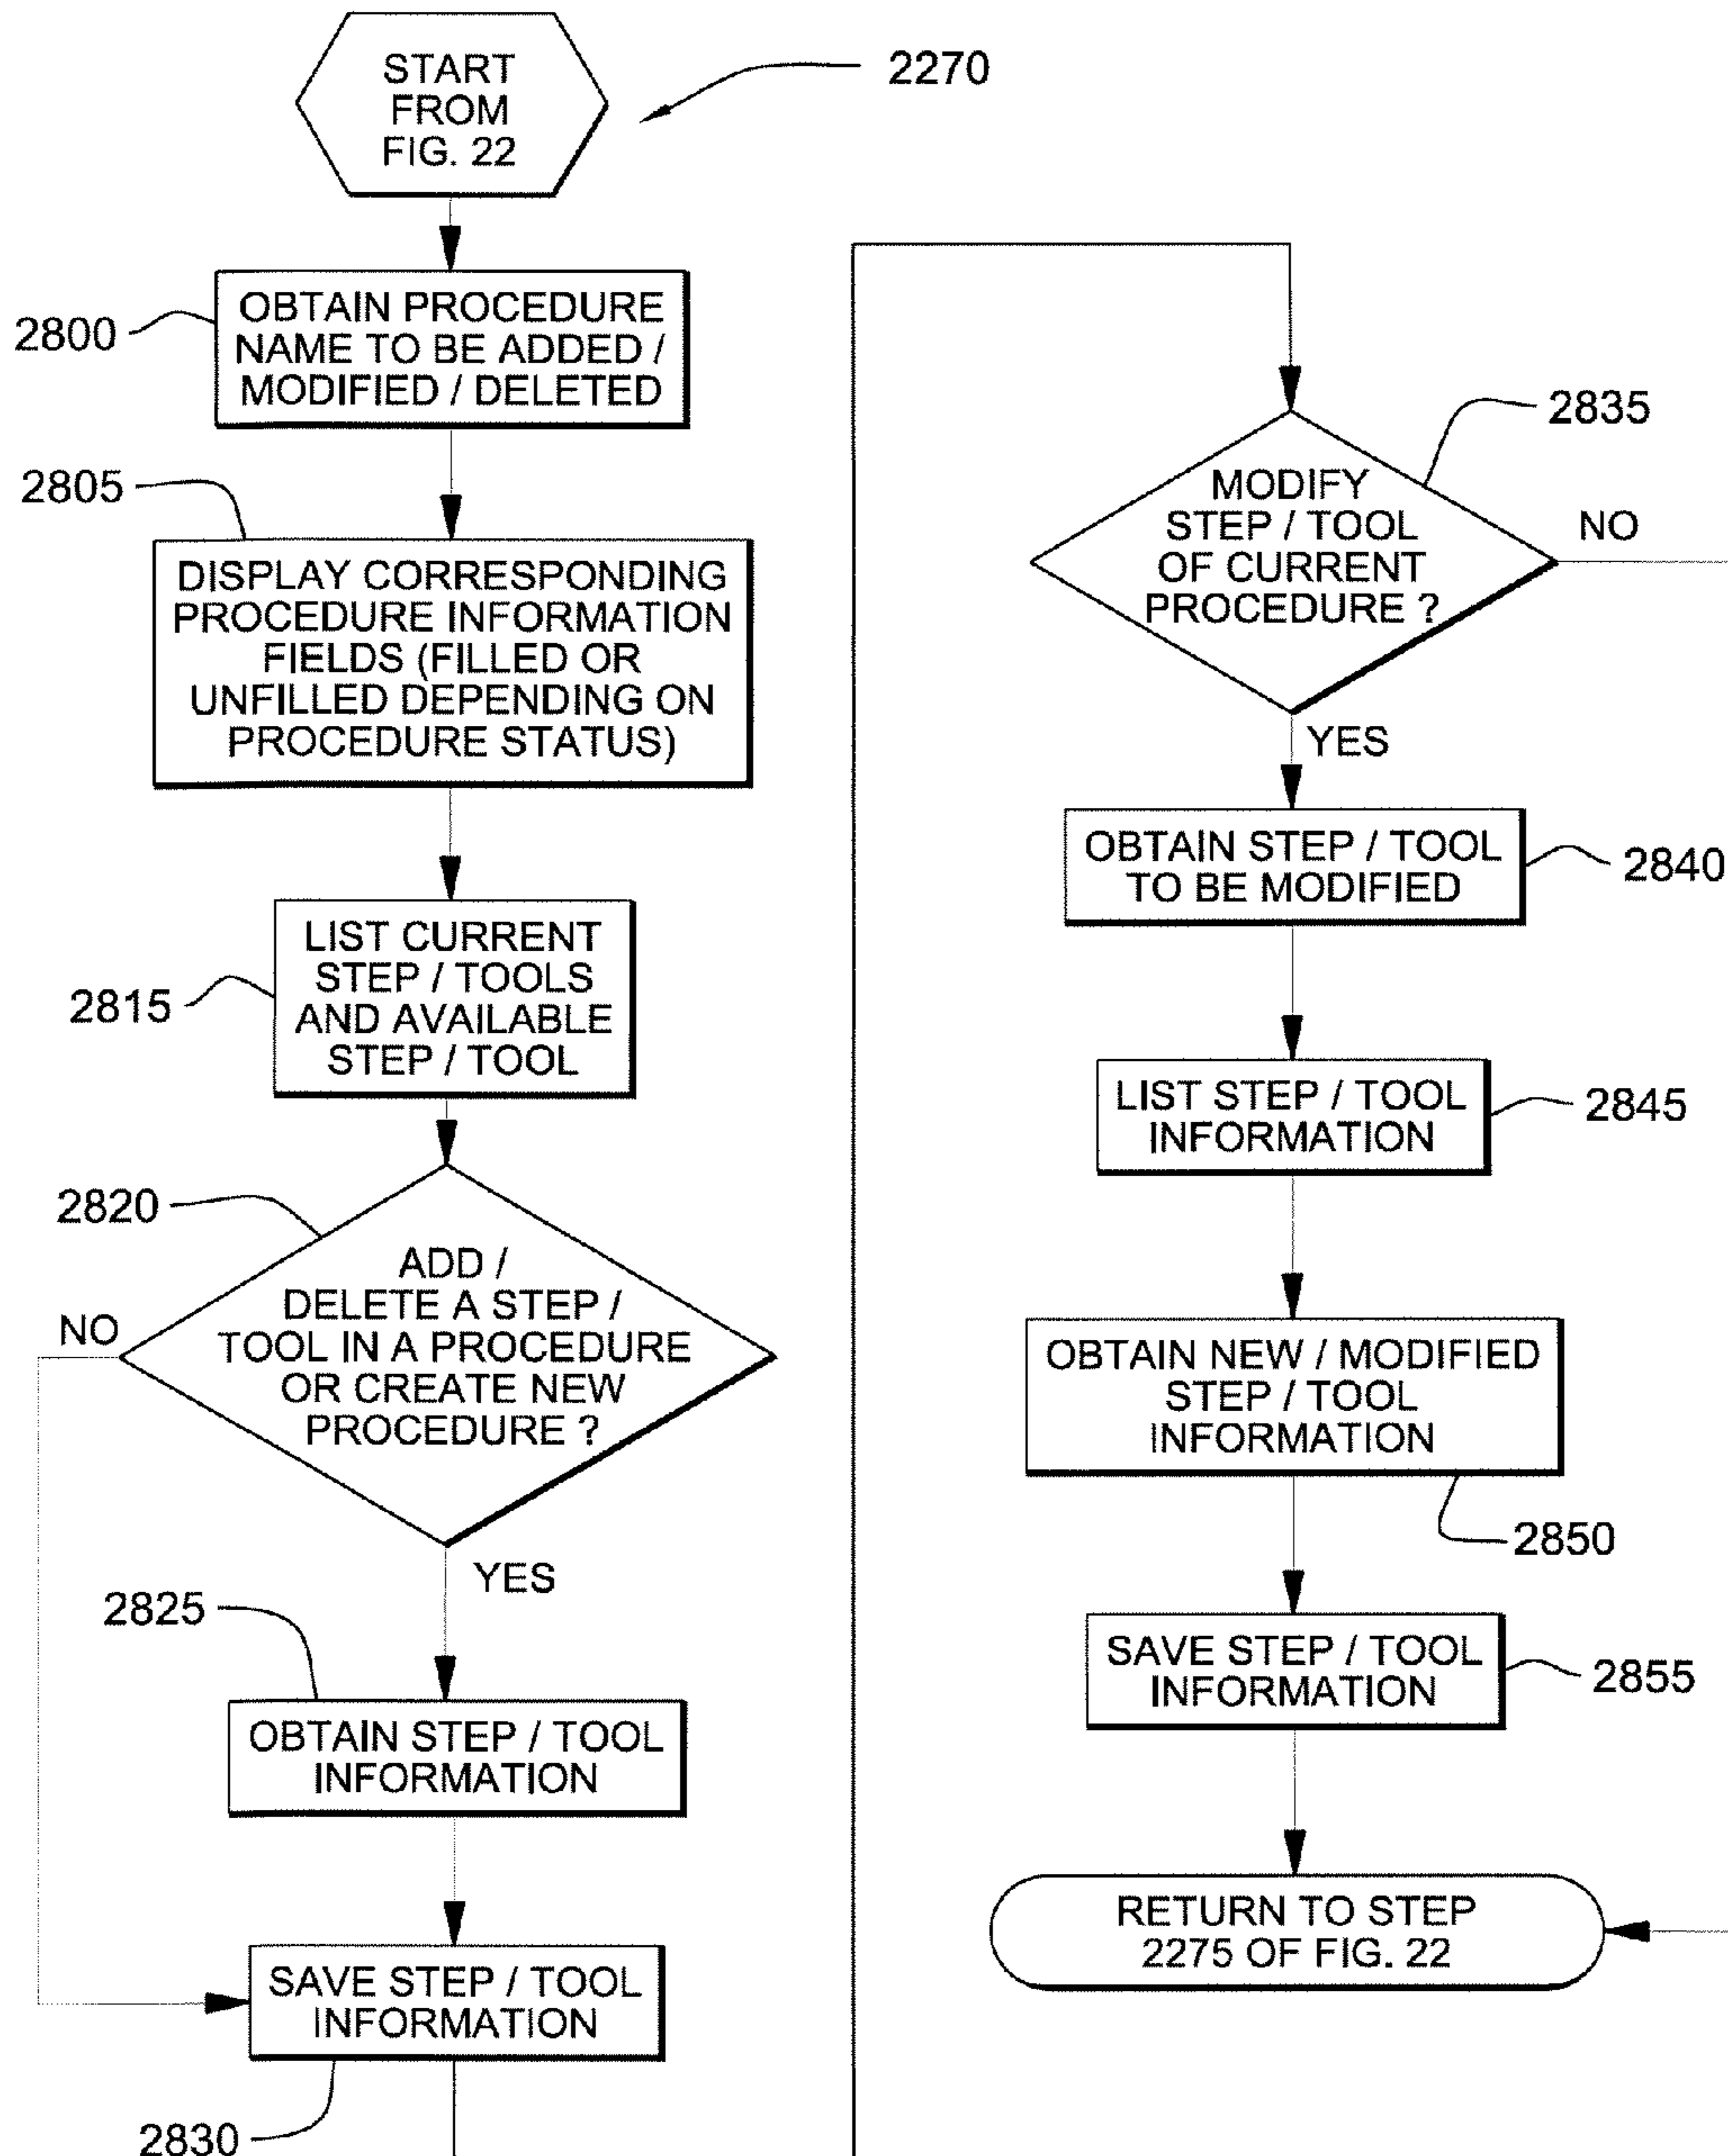 START
FROM
FIG. 22
2270
2800
OBTAIN PROCEDURE
NAME TO BE ADDED /
MODIFIED / DELETED
2805
DISPLAY CORRESPONDING
PROCEDURE INFORMATION
FIELDS (FILLED OR
UNFILLED DEPENDING ON
PROCEDURE STATUS)
2815
LIST CURRENT
STEP / TOOLS
AND AVAILABLE
STEP / TOOL
2820
ADD /
DELETE A STEP /
TOOL IN A PROCEDURE
OR CREATE NEW
PROCEDURE ?
NO
YES
2825
OBTAIN STEP / TOOL
INFORMATION
SAVE STEP / TOOL
INFORMATION
2830
2835
MODIFY
STEP / TOOL
OF CURRENT
PROCEDURE ?
NO
YES
OBTAIN STEP / TOOL
TO BE MODIFIED
2840
LIST STEP / TOOL
INFORMATION
2845
OBTAIN NEW / MODIFIED
STEP / TOOL
INFORMATION
2850
SAVE STEP / TOOL
INFORMATION
2855
RETURN TO STEP
2275 OF FIG. 22